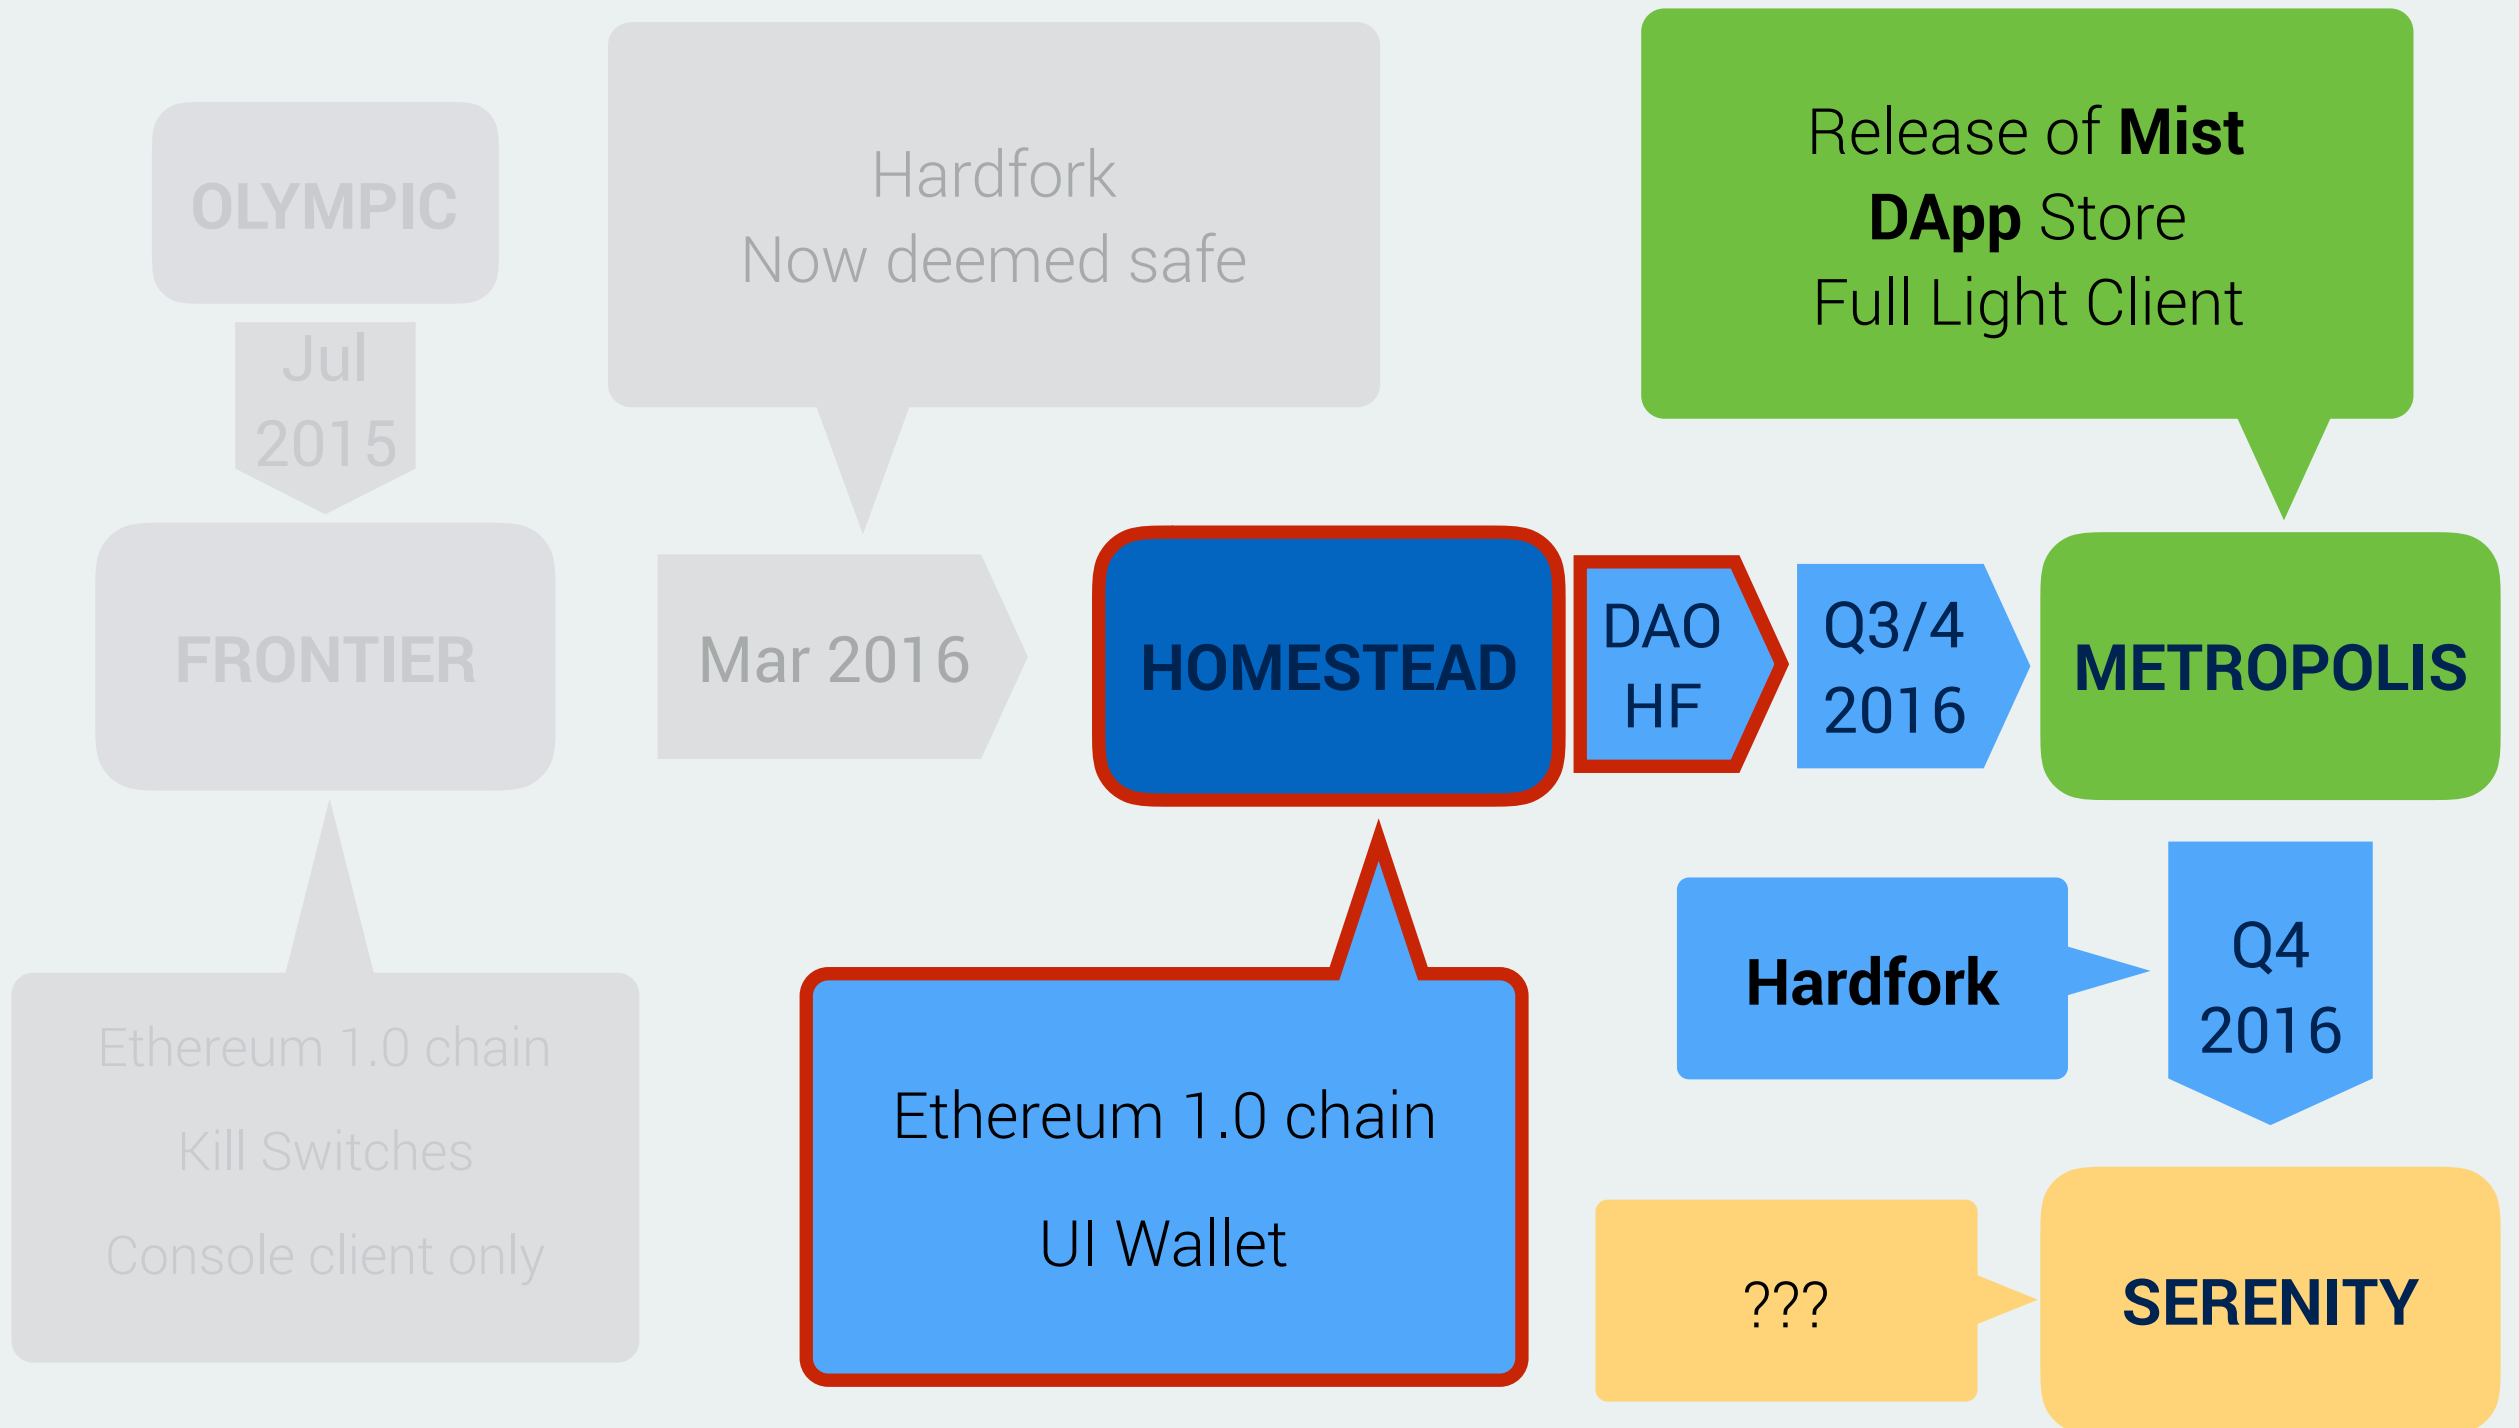 OLYMPIC
Jul
2015
FRONTIER
Ethereum 1.0 chain
Kill Switches
Console client only
Hardfork
Now deemed safe
Mar 2016
HOMESTEAD
Ethereum 1.0 chain
UI Wallet
DAO
HF
Q3/4
2016
Release of Mist
DApp Store
Full Light Client
METROPOLIS
Hardfork
Q4
2016
???
SERENITY